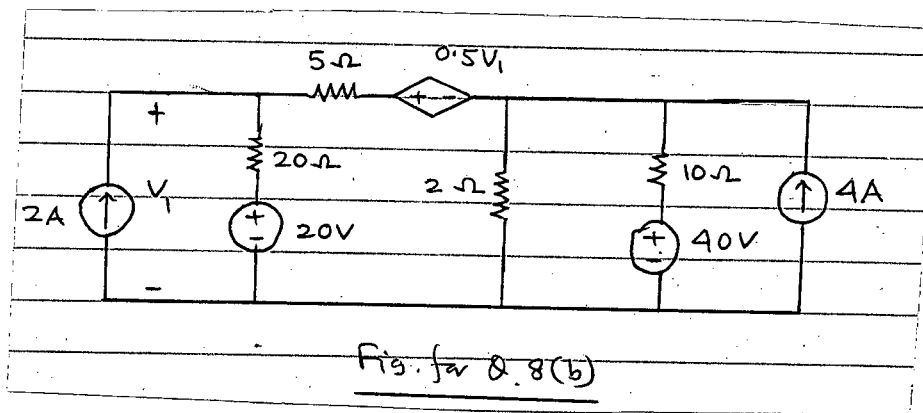 5Ω 0.5V₁
+ - 
+
20Ω 2Ω 10Ω
2A V₁ + 20V - + 40V - 4A
-
Fig. for Q.8(b)